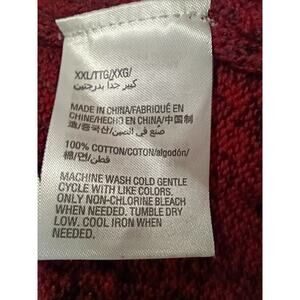 XXL/TTG/XXG/
كبير جدا بدرجتين
MADE IN CHINA/FABRIQUÉ EN
CHINE/HECHO EN CHINA/中国制
造/중국산/صنع في الصين
100% COTTON/COTON/algodón/
棉/면/قطن
MACHINE WASH COLD GENTLE
CYCLE WITH LIKE COLORS.
ONLY NON-CHLORINE BLEACH
WHEN NEEDED. TUMBLE DRY
LOW. COOL IRON WHEN
NEEDED.